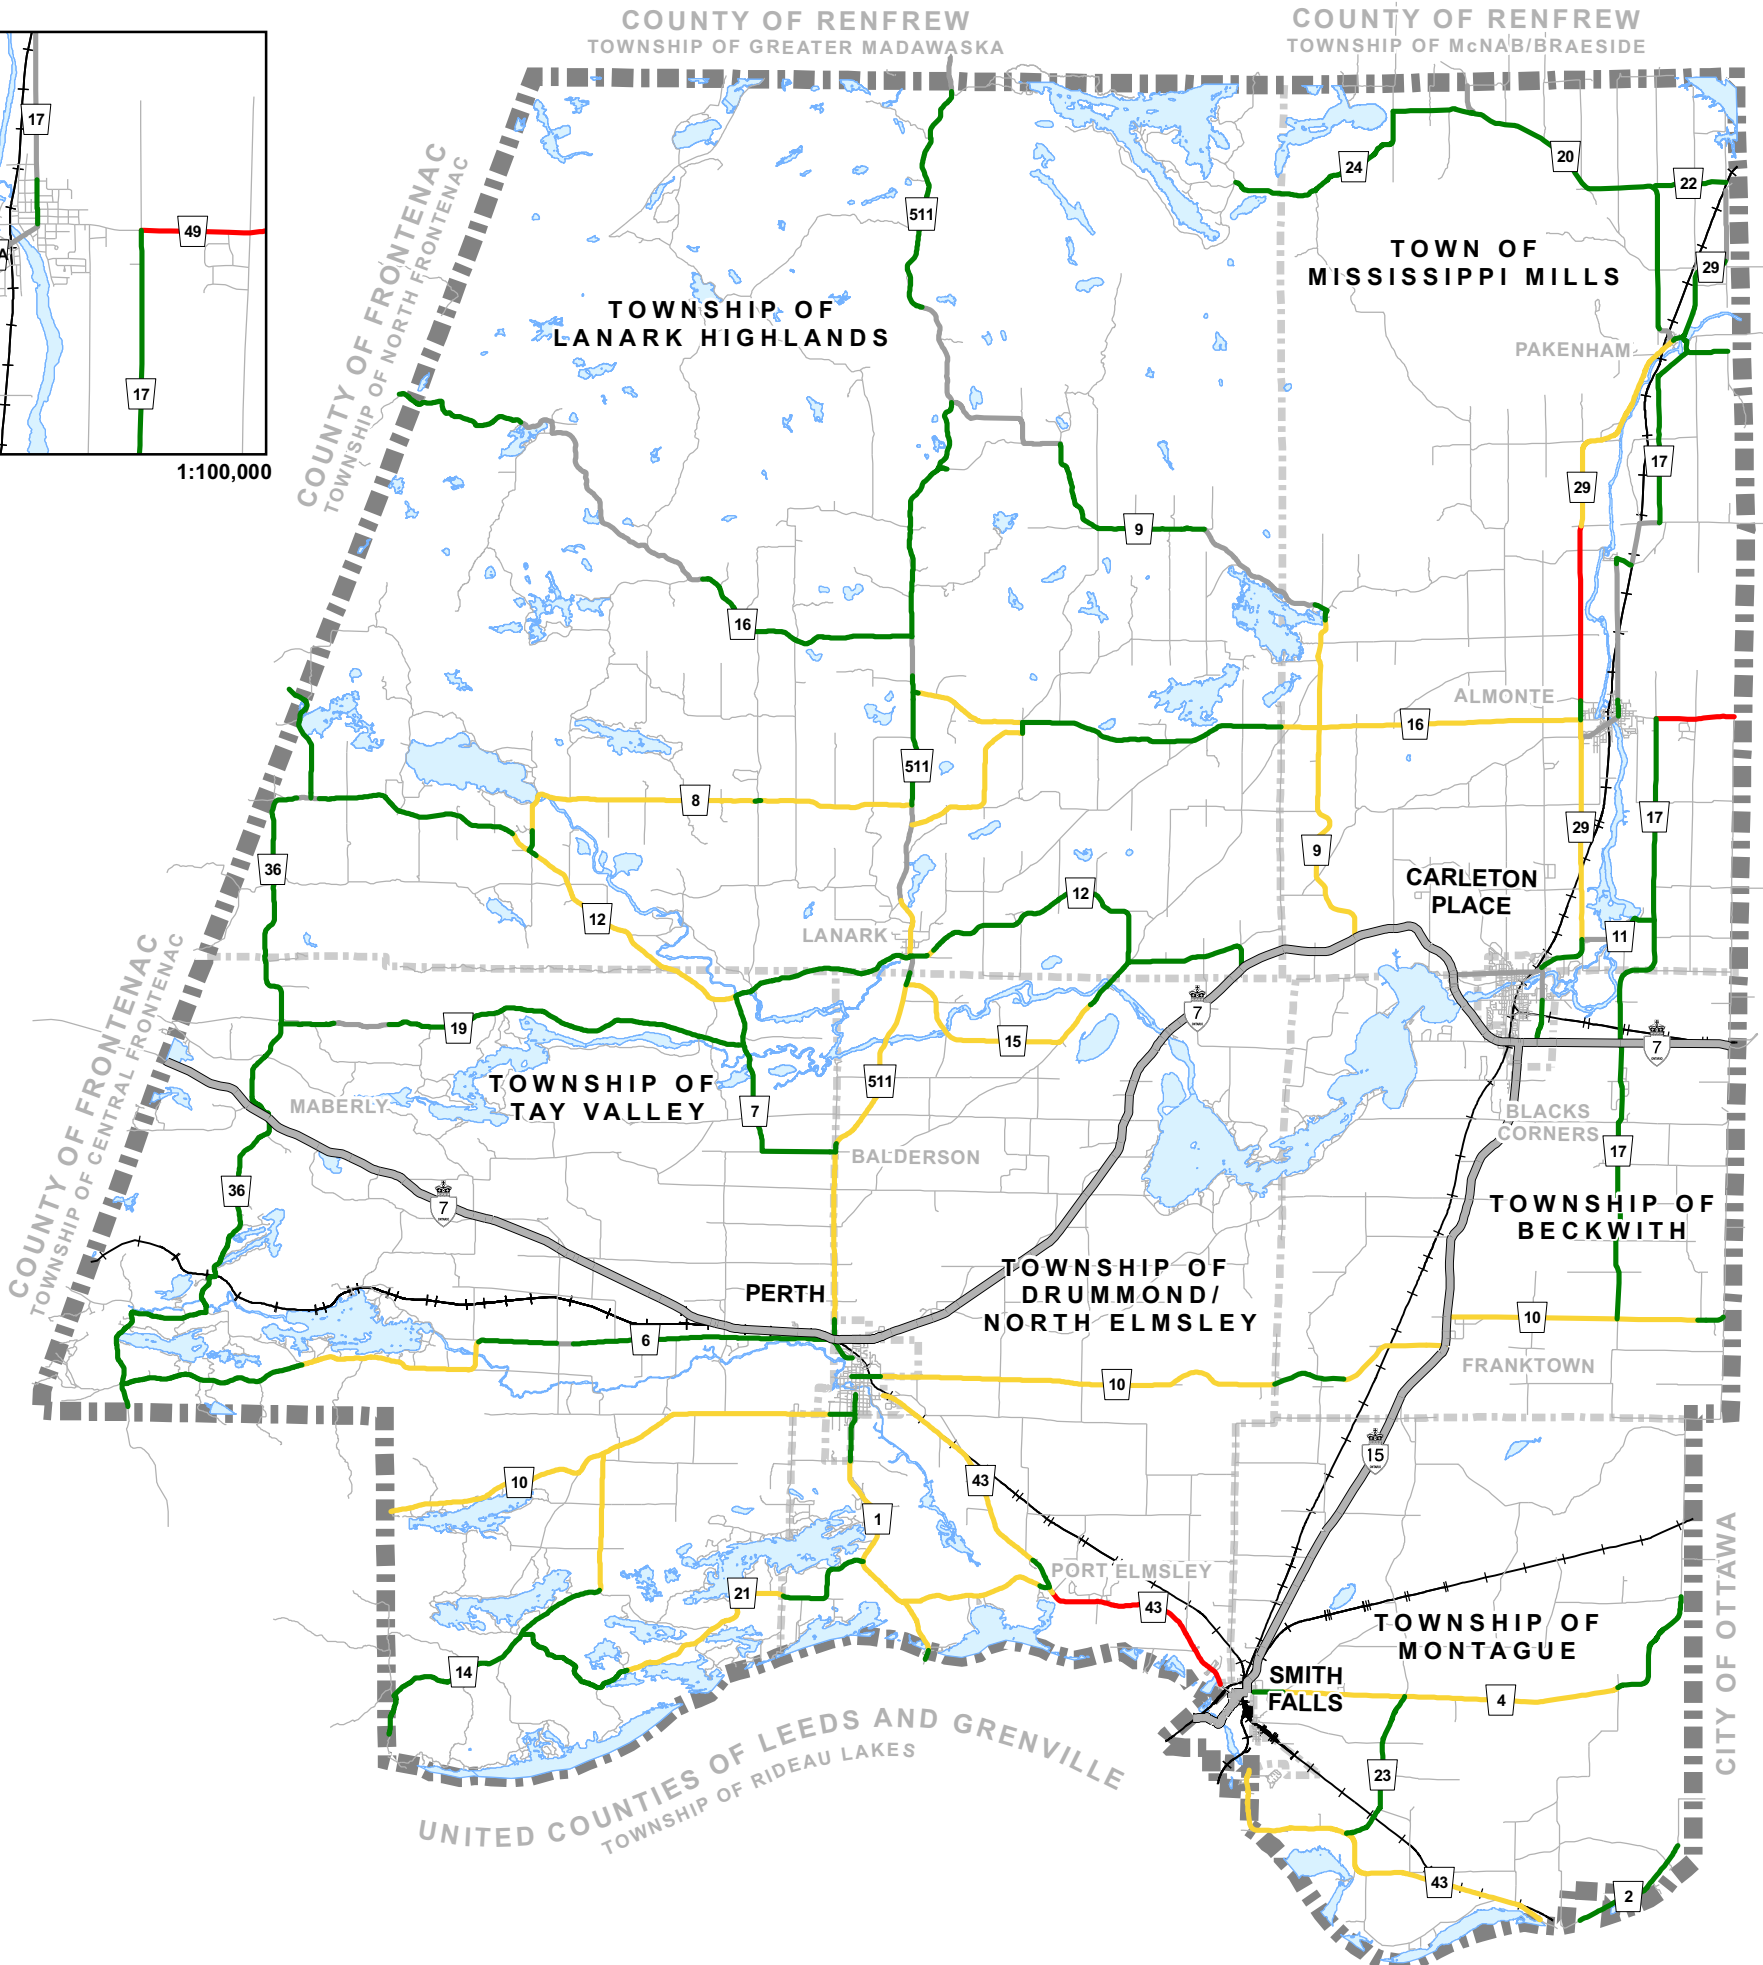 COUNTY OF RENFREW
TOWNSHIP OF GREATER MADAWASKA
COUNTY OF RENFREW
TOWNSHIP OF McNAB/BRAESIDE
17
49
17
1:100,000
COUNTY OF FRONTENAC
TOWNSHIP OF NORTH FRONTENAC
24
20
22
511
29
TOWN OF
MISSISSIPPI MILLS
TOWNSHIP OF
LANARK HIGHLANDS
PAKENHAM
29
17
9
16
ALMONTE
16
511
8
17
29
9
36
12
12
CARLETON
PLACE
LANARK
11
COUNTY OF FRONTENAC
TOWNSHIP OF CENTRAL FRONTENAC
19
7
15
7
TOWNSHIP OF
TAY VALLEY
511
MABERLY
7
BLACKS
CORNERS
BALDERSON
17
36
7
TOWNSHIP OF
BECKWITH
PERTH
TOWNSHIP OF
DRUMMOND/
NORTH ELMSLEY
10
6
FRANKTOWN
10
10
43
15
1
PORT ELMSLEY
21
43
TOWNSHIP OF
MONTAGUE
14
SMITH
FALLS
4
CITY OF OTTAWA
UNITED COUNTIES OF LEEDS AND GRENVILLE
TOWNSHIP OF RIDEAU LAKES
23
43
2